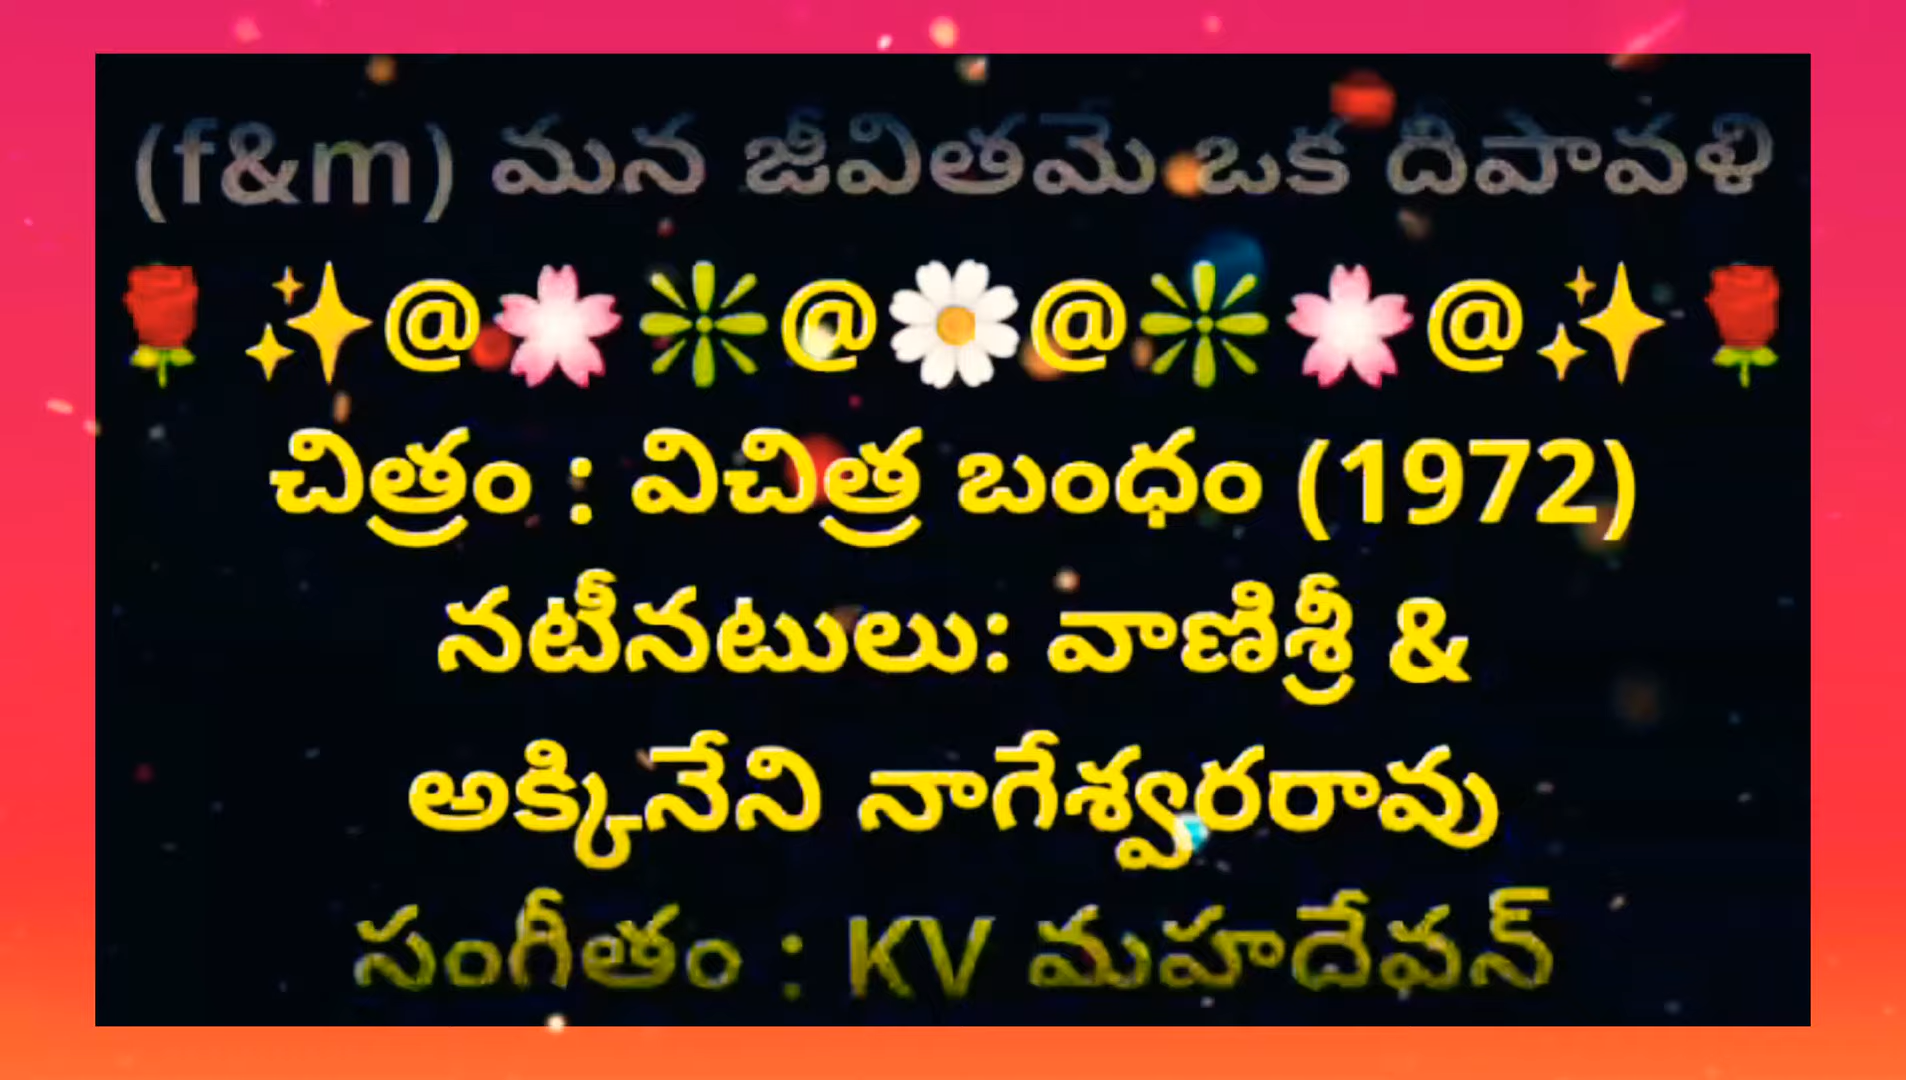 (f&m) మన జీవితమే ఒక దీపావళి
🌹 ✨@🌸❇@🌼@❇🌸@✨ 🌹
చిత్రం : విచిత్ర బంధం (1972)
నటీనటులు: వాణిశ్రీ &
అక్కినేని నాగేశ్వరరావు
సంగీతం : KV మహదేవన్